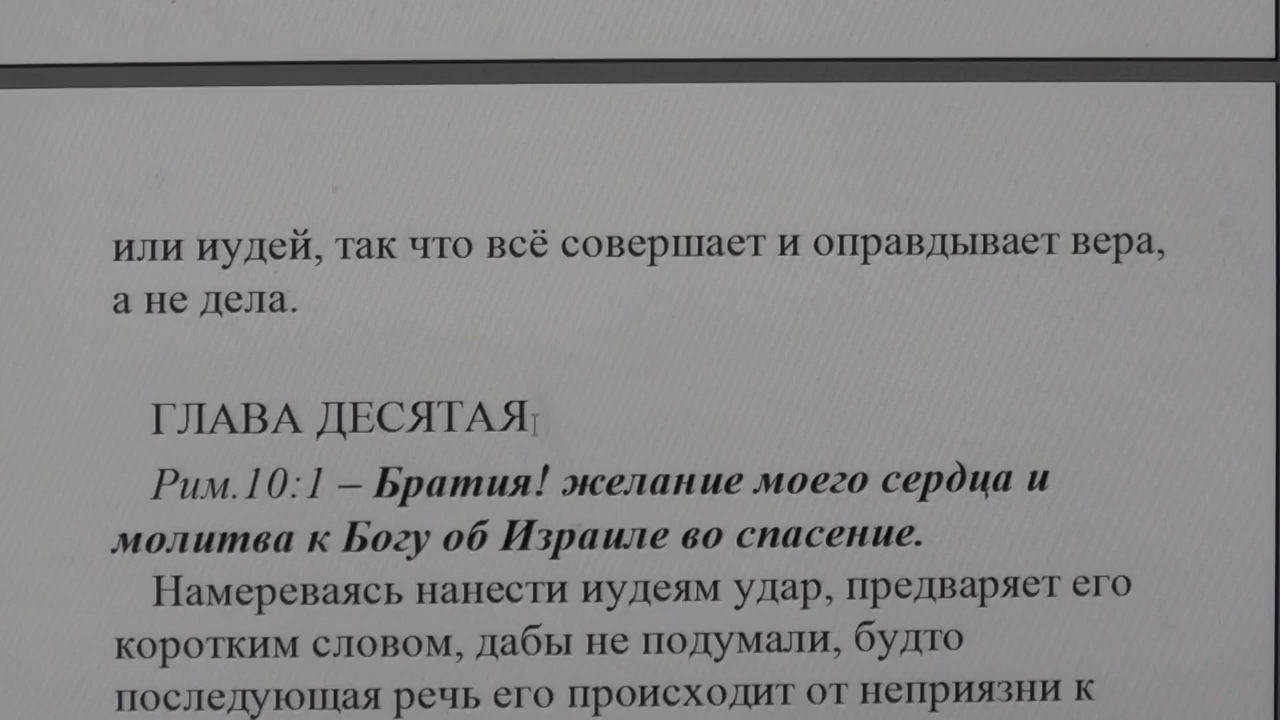 или иудей, так что всё совершает и оправдывает вера,
а не дела.
ГЛАВА ДЕСЯТАЯ
Рим.10:1 – Братия! желание моего сердца и
молитва к Богу об Израиле во спасение.
Намереваясь нанести иудеям удар, предваряет его
коротким словом, дабы не подумали, будто
последующая речь его происходит от неприязни к